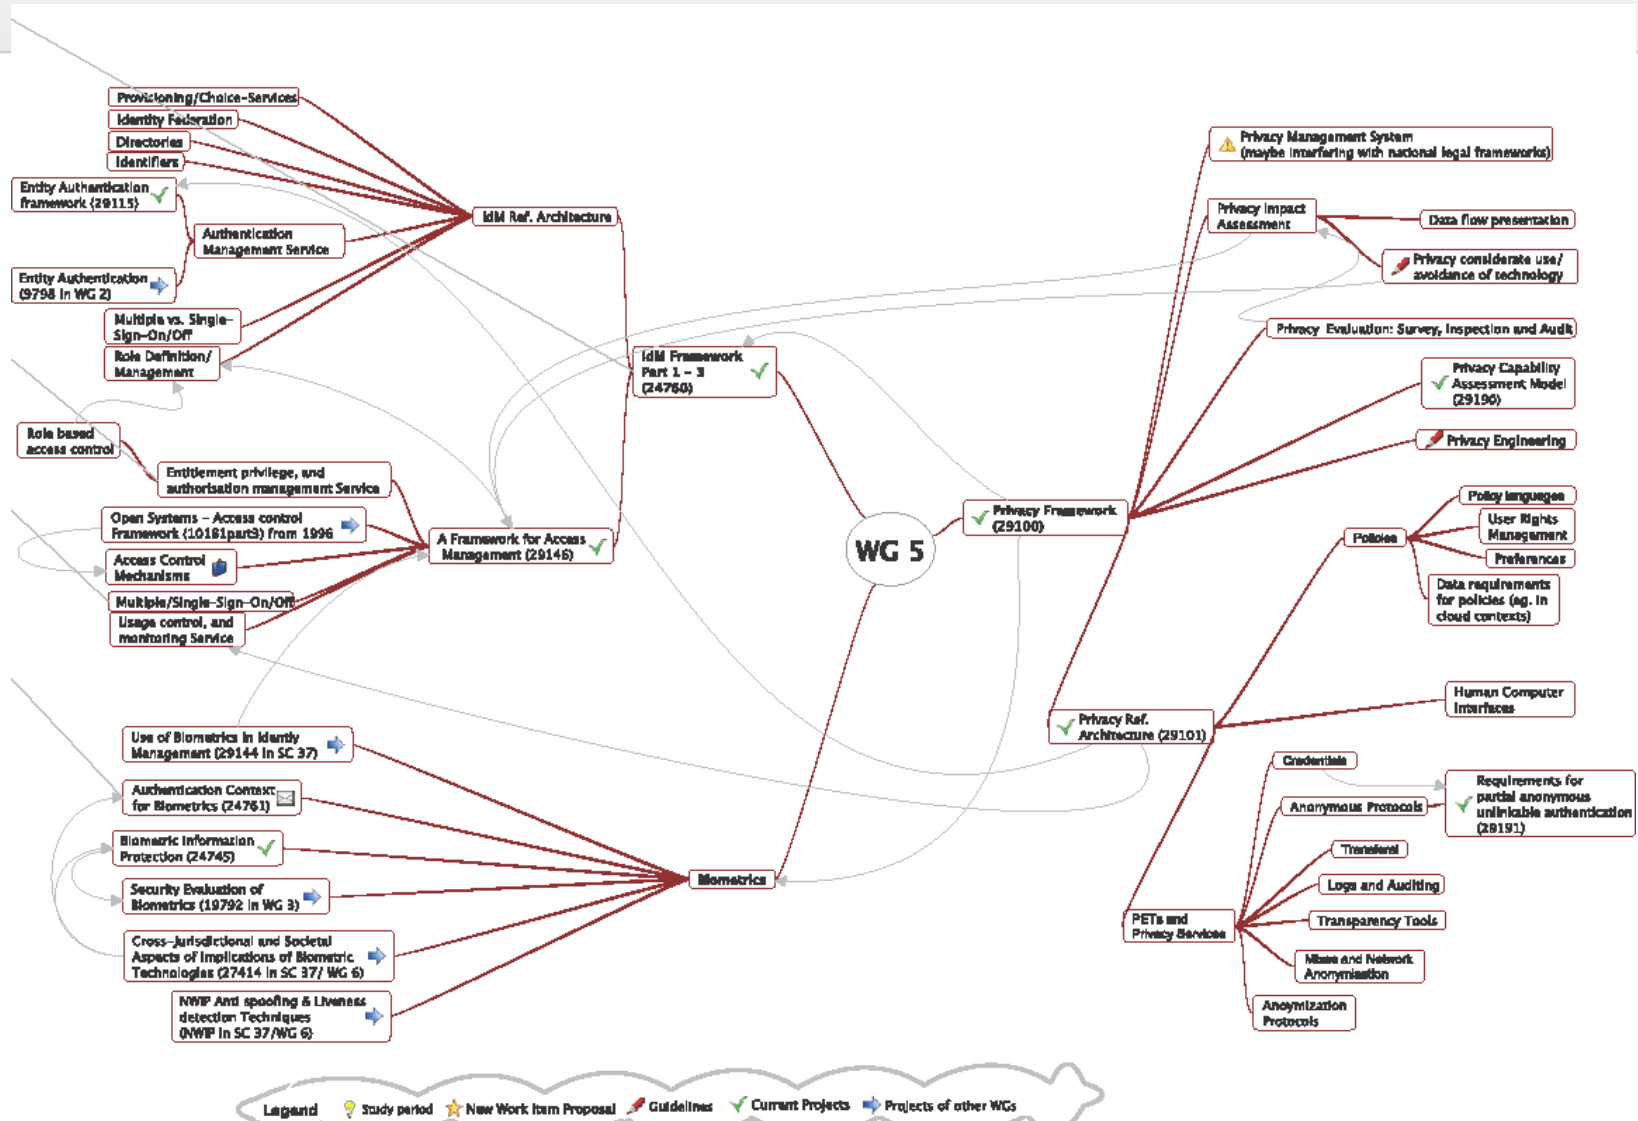 Provisioning/Choice-Services
Identity Federation
Directories
Identifiers
Entity Authentication
framework (29115)
Authentication
Management Service
Entity Authentication
(9798 in WG 2)
Multiple vs. Single-
Sign-On/Off
Role Definition/
Management
IdM Ref. Architecture
IdM Framework
Part 1 - 3
(24760)
Role based
access control
Entitlement privilege, and
authorisation management Service
Open Systems - Access control
Framework (10181part3) from 1996
Access Control
Mechanisms
Multiple/Single-Sign-On/Off
Usage control, and
monitoring Service
A Framework for Access
Management (29146)
WG 5
Use of Biometrics in Identiy
Management (29144 in SC 37)
Authentication Context
for Biometrics (24761)
Biometric Information
Protection (24745)
Security Evaluation of
Biometrics (19792 in WG 3)
Cross-Jurisdictional and Societal
Aspects of Implications of Biometric
Technologies (27414 in SC 37/ WG 6)
NWIP Anti spoofing & Liveness
detection Techniques
(NWIP in SC 37/WG 6)
Biometrics
Privacy Framework
(29100)
Privacy Management System
(maybe interfering with national legal frameworks)
Privacy Impact
Assessment
Data flow presentation
Privacy considerate use/
avoidance of technology
Privacy Evaluation: Survey, Inspection and Audit
Privacy Capability
Assessment Model
(29190)
Privacy Engineering
Privacy Ref.
Architecture (29101)
Policies
Policy languages
User Rights
Management
Preferences
Data requirements
for policies (eg. in
cloud contexts)
Human Computer
Interfaces
PETs and
Privacy Services
Credentials
Anonymous Protocols
Requirements for
partial anonymous
unlinkable authentication
(29191)
Transferal
Logs and Auditing
Transparency Tools
Mixes and Network
Anonymisation
Anoymization
Protocols
Legend
Study period
New Work Item Proposal
Guidelines
Current Projects
Projects of other WGs